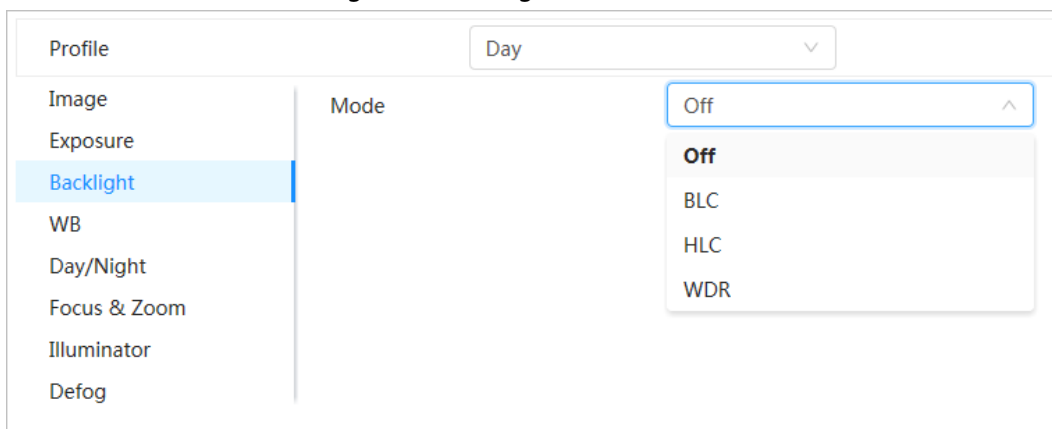 Profile Day
Image Mode Off
Exposure
Off
Backlight
BLC
WB
HLC
Day/Night
WDR
Focus & Zoom
Illuminator
Defog